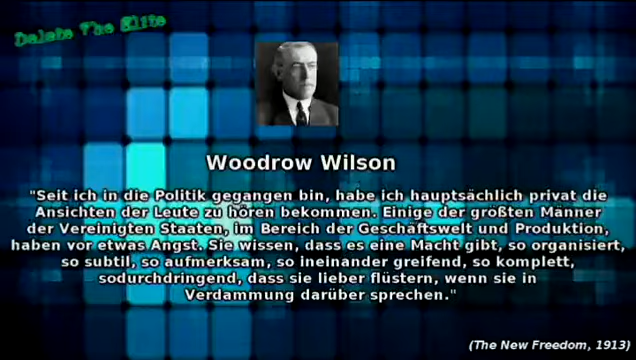 Delete The Elite
Woodrow Wilson
"Seit ich in die Politik gegangen bin, habe ich hauptsächlich privat die
Ansichten der Leute zu hören bekommen. Einige der großten Männer
der Vereinigten Staaten, im Bereich der Geschäftswelt und Produktion,
haben vor etwas Angst. Sie wissen, dass es eine Macht gibt, so organisiert,
so subtil, so aufmerksam, so ineinander greifend, so komplett,
sodurchdringend, dass sie lieber flüstern, wenn sie in
Verdammung darüber sprechen."
(The New Freedom, 1913)